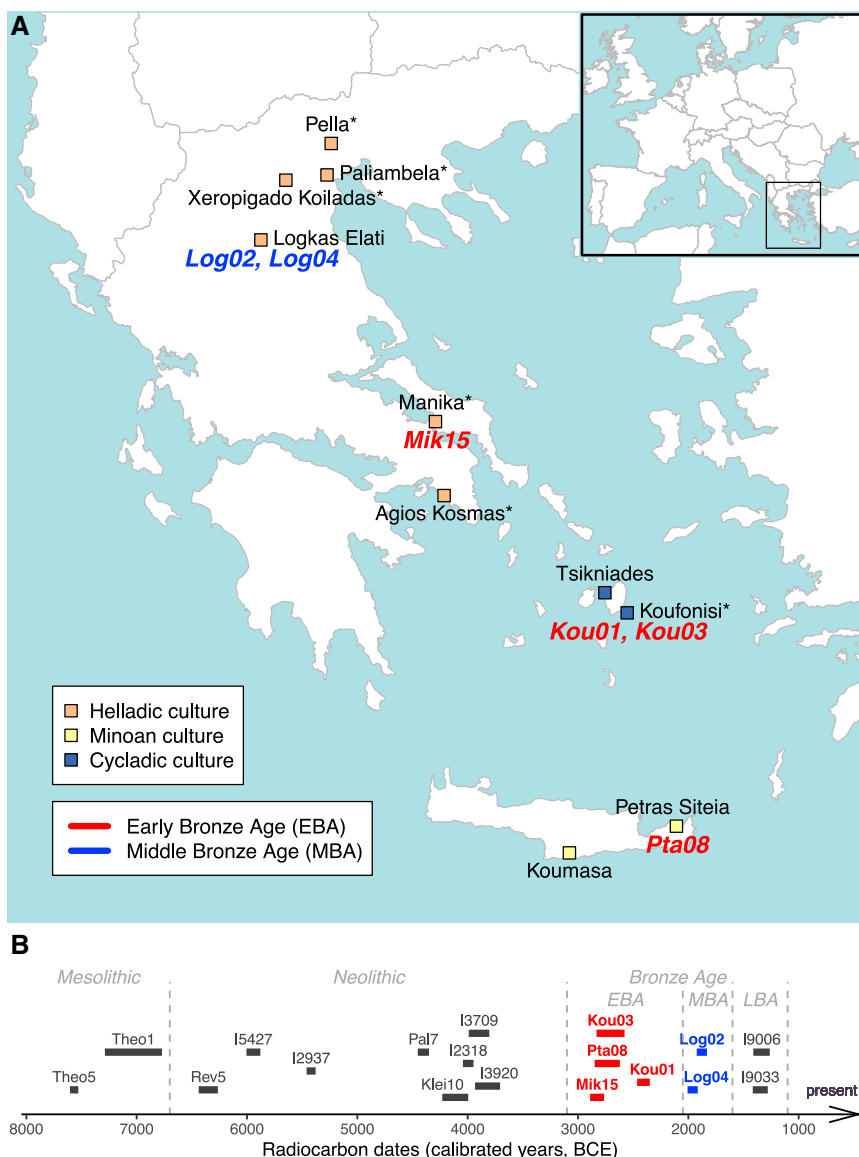 A
Pella*
Paliambela*
Xeropigado Koiladas*
Logkas Elati
Log02, Log04
Manika*
Mik15
Agios Kosmas*
Tsikniades
Koufonisi*
Kou01, Kou03
Helladic culture
Minoan culture
Cycladic culture
Petras Siteia
Early Bronze Age (EBA)
Middle Bronze Age (MBA)
Pta08
Koumasa
B
Mesolithic Neolithic Bronze Age
EBA MBA LBA
I3709 Kou03
Theo1 I5427 Pal7 I2318 Pta08 Log02 I9006
I2937 I3920 Kou01
Theo5 Rev5 Klei10 Mik15 Log04 I9033
present
8000 7000 6000 5000 4000 3000 2000 1000
Radiocarbon dates (calibrated years, BCE)